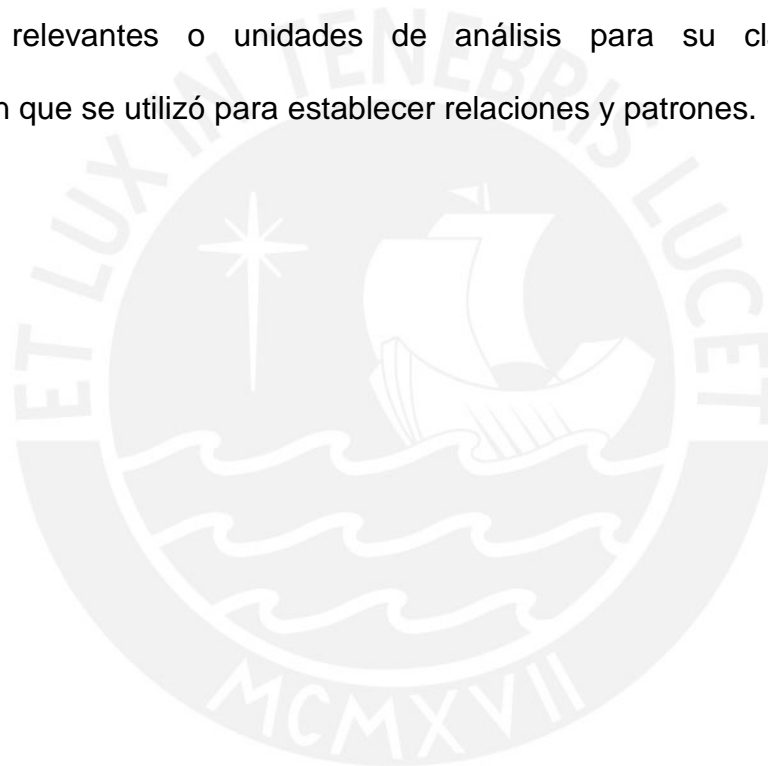 relevantes o unidades de análisis para su
que se utilizó para establecer relaciones y patrones.
ET LUX IN TENEBRIS LUCET
MCMXVII